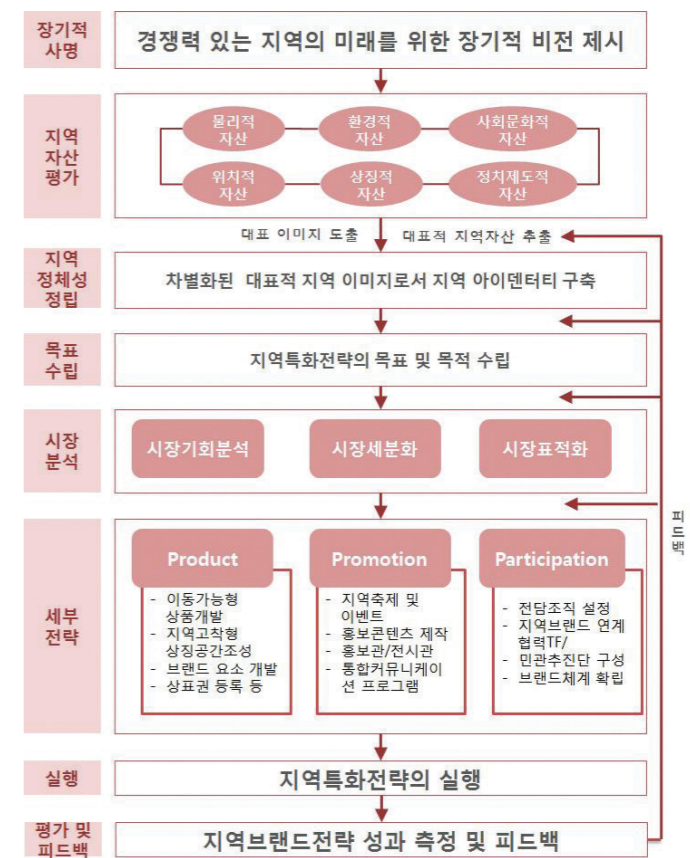 장기적
사명
경쟁력 있는 지역의 미래를 위한 장기적 비전 제시
지역
자산
평가
물리적
자산
환경적
자산
사회문화적
자산
위치적
자산
상징적
자산
정치제도적
자산
대표 이미지 도출
대표적 지역자산 추출
지역
정체성
정립
차별화된 대표적 지역 이미지로서 지역 아이덴터티 구축
목표
수립
지역특화전략의 목표 및 목적 수립
시장
분석
시장기회분석
시장세분화
시장표적화
피
드
백
세부
전략
Product
- 이동가능형
상품개발
- 지역고착형
상징공간조성
- 브랜드 요소 개발
- 상표권 등록 등
Promotion
- 지역축제 및
이벤트
- 홍보콘텐츠 제작
- 홍보관/전시관
- 통합커뮤니케이
션 프로그램
Participation
- 전담조직 설정
- 지역브랜드 연계
협력TF/
- 민관추진단 구성
- 브랜드체계 확립
실행
지역특화전략의 실행
평가 및
피드백
지역브랜드전략 성과 측정 및 피드백